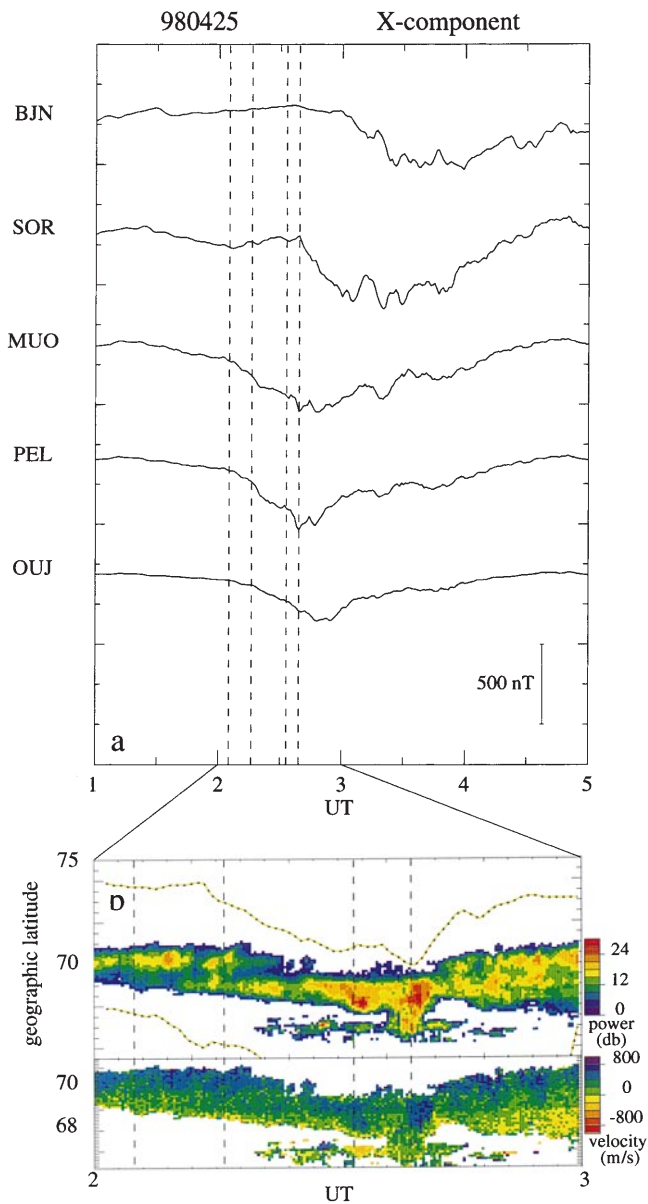 980425 X-component
BJN
SOR
MUO
PEL
OUJ
500 nT
a
1 2 3 4 5
UT
75
b
70
geographic latitude
24
12
0
power
(db)
800
0
-800
velocity
(m/s)
70
68
2 3
UT